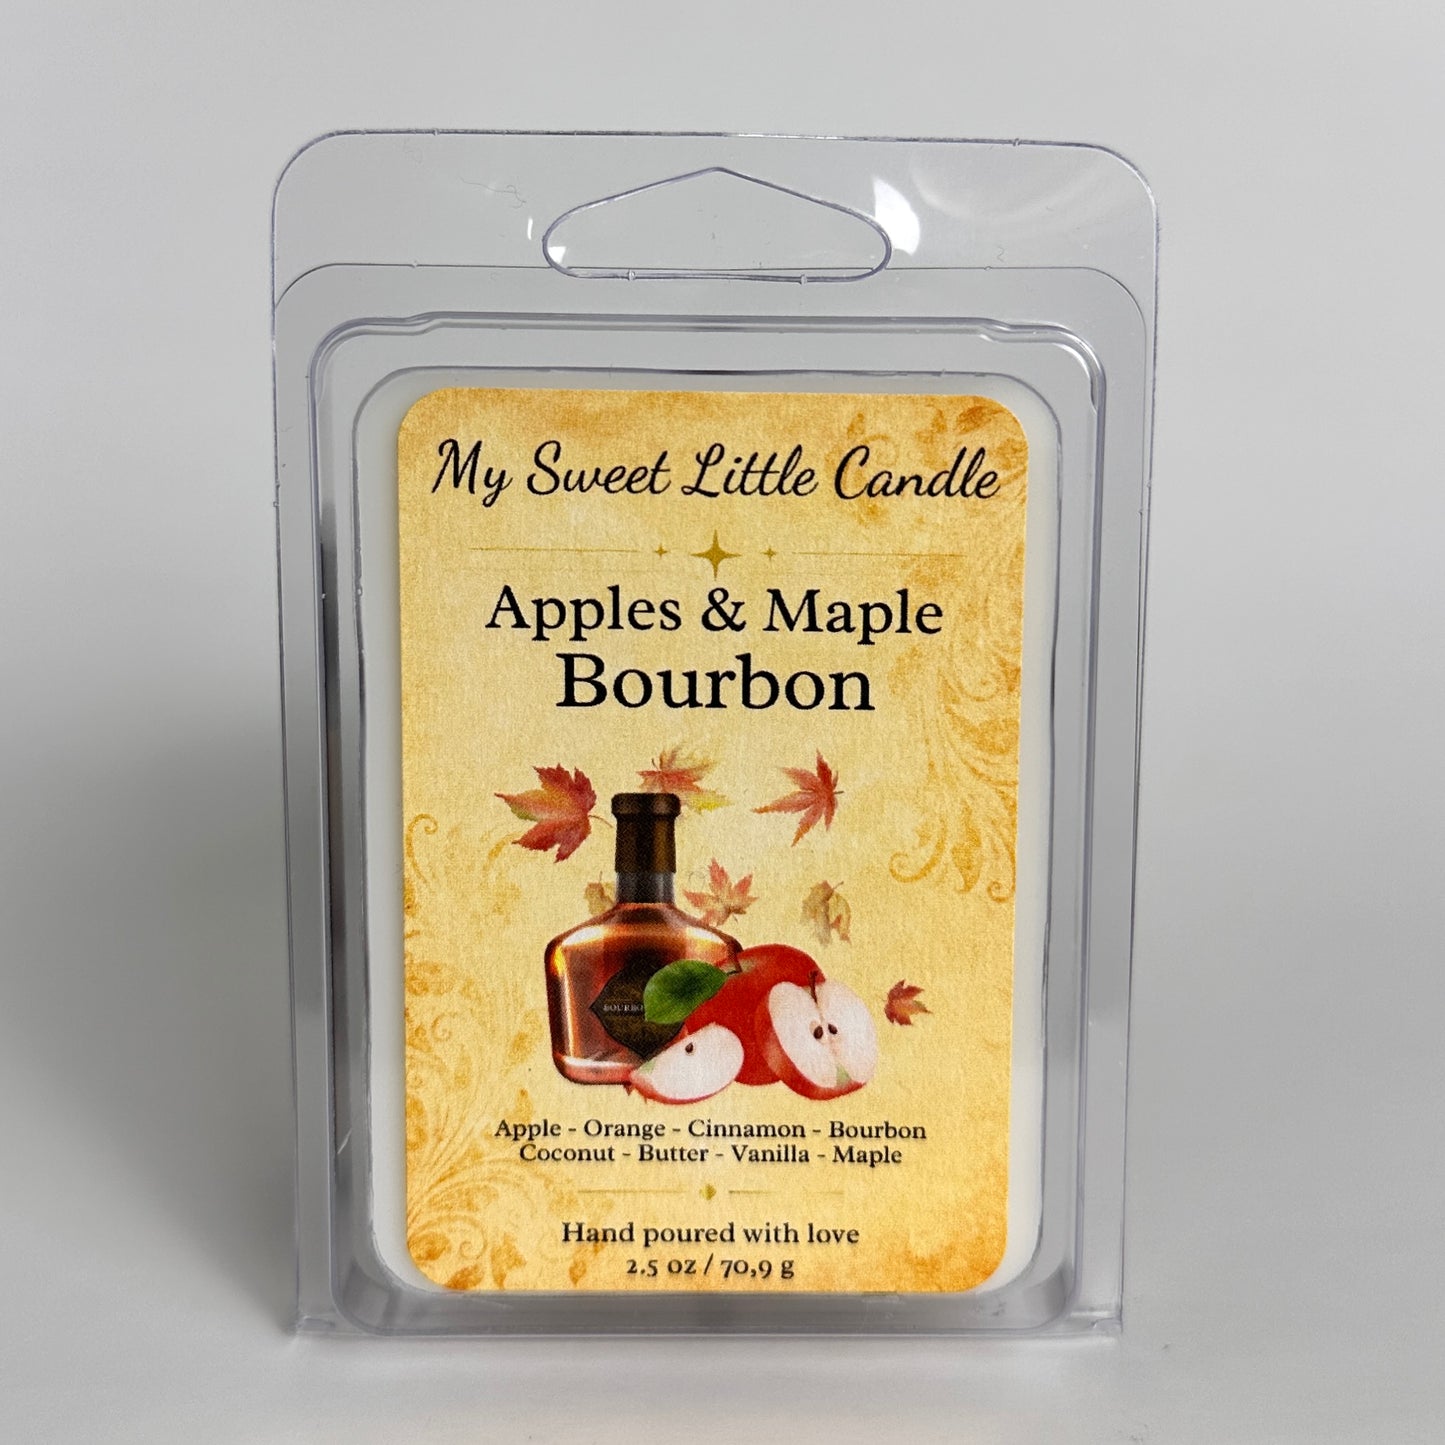 My Sweet Little Candle
Apples & Maple
Bourbon
Apple - Orange - Cinnamon - Bourbon
Coconut - Butter - Vanilla - Maple
Hand poured with love
2.5 oz / 70,9 g